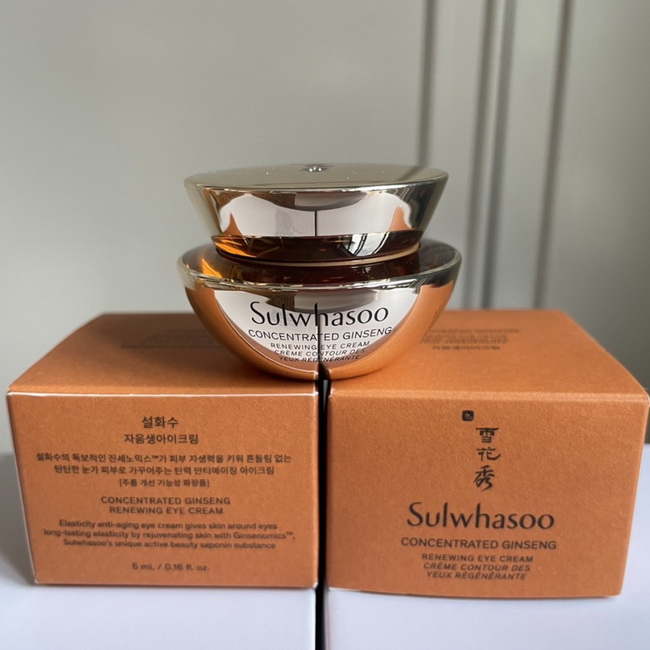 Sulwhasoo
CONCENTRATED GINSENG
RENEWING EYE CREAM
CRÈME CONTOUR DES
YEUX RÉGÉNÉRANTE
설화수
자음생아이크림
설화수의 독보적인 진세노믹스™가 피부 자생력을 키워 흔들림 없는
탄탄한 눈가 피부로 가꾸어주는 탄력 안티에이징 아이크림
(주름 개선 기능성 화장품)
CONCENTRATED GINSENG
RENEWING EYE CREAM
Elasticity anti-aging eye cream gives skin around eyes
long-lasting elasticity by rejuvenating skin with Ginsenomics™,
Sulwhasoo's unique active beauty saponin substance
5 mL / 0.16 fl. oz.
雪
花
秀
Sulwhasoo
CONCENTRATED GINSENG
RENEWING EYE CREAM
CRÈME CONTOUR DES
YEUX RÉGÉNÉRANTE